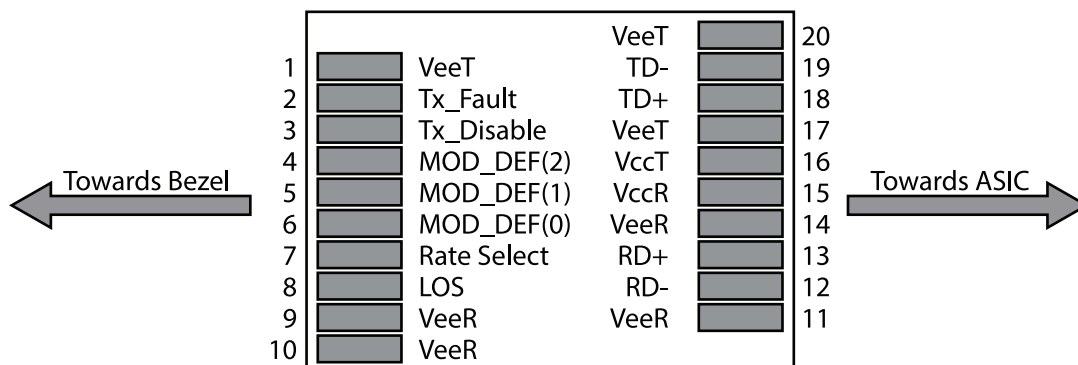 VeeT 20
1 VeeT TD- 19
2 Tx_Fault TD+ 18
3 Tx_Disable VeeT 17
4 MOD_DEF(2) VccT 16
Towards Bezel 5 MOD_DEF(1) VccR 15 Towards ASIC
6 MOD_DEF(0) VeeR 14
7 Rate Select RD+ 13
8 LOS RD- 12
9 VeeR VeeR 11
10 VeeR